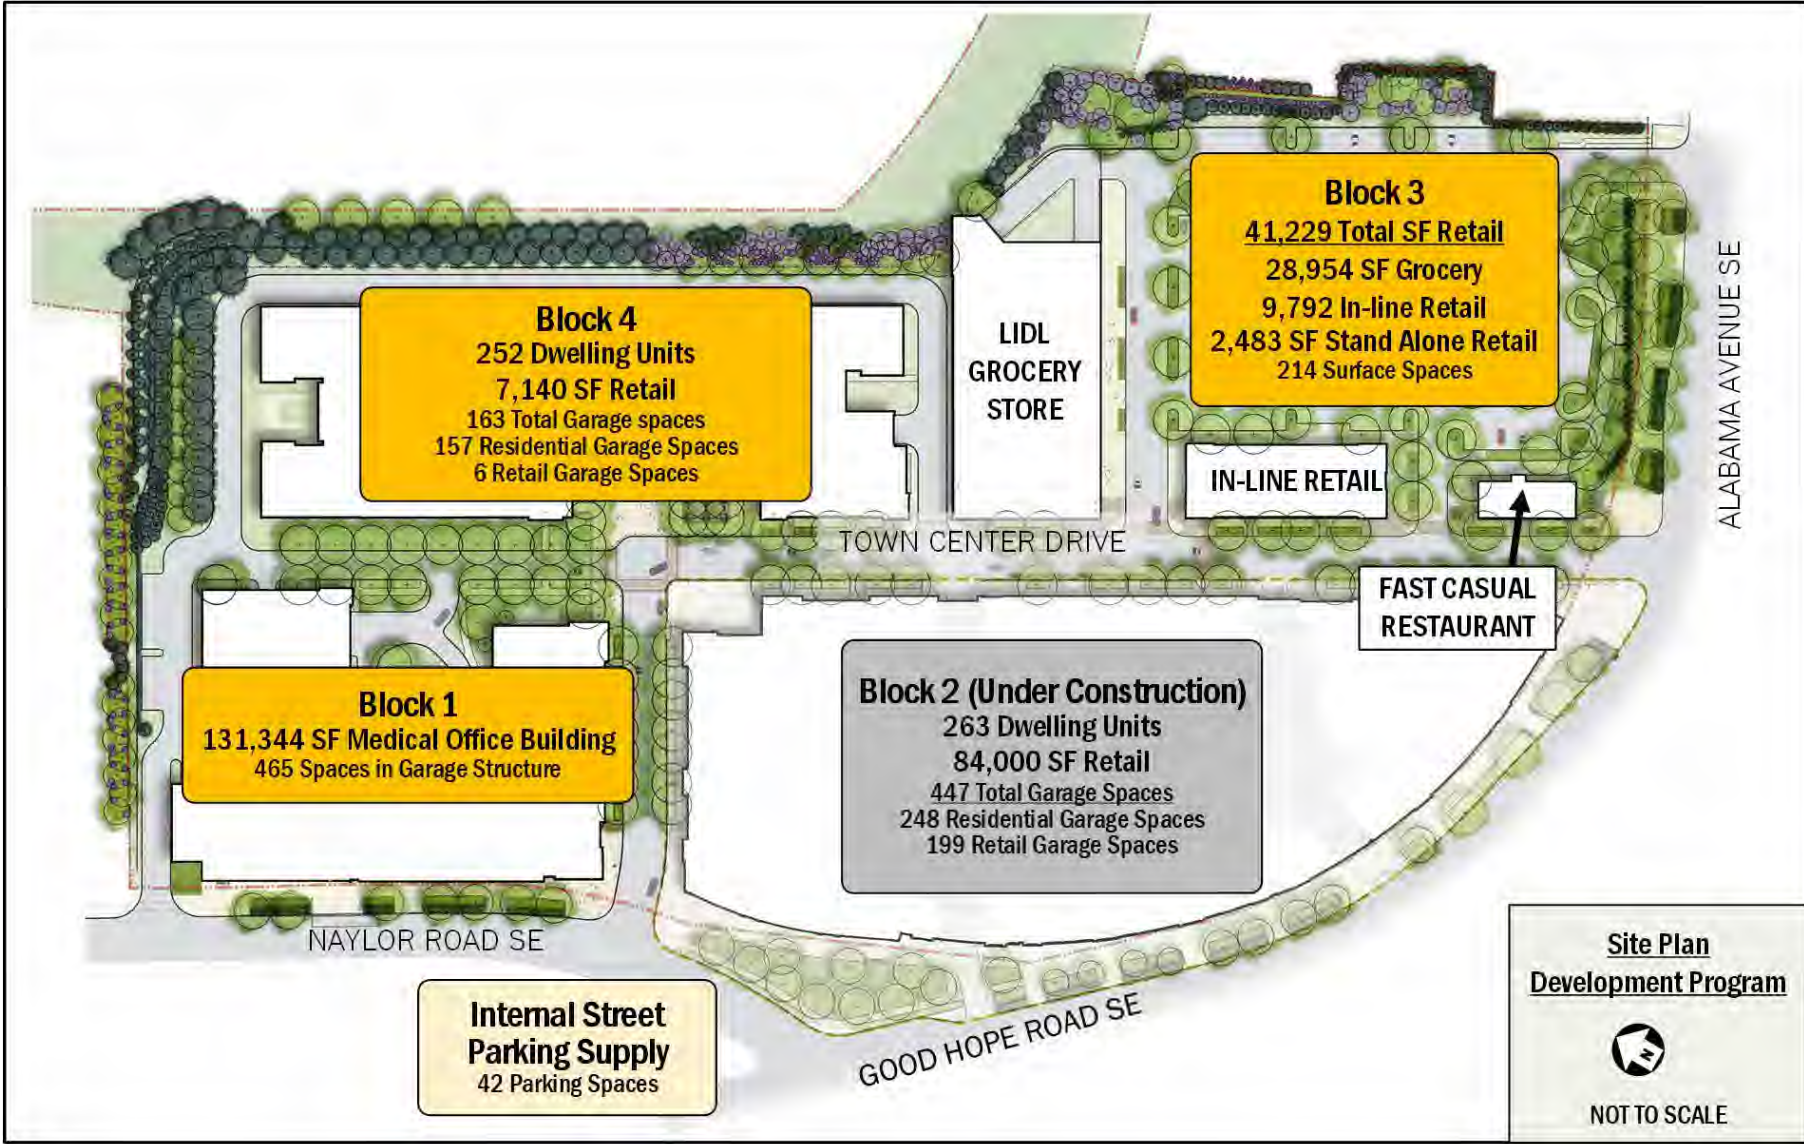 Block 3
41,229 Total SF Retail
28,954 SF Grocery
9,792 In-line Retail
2,483 SF Stand Alone Retail
214 Surface Spaces
Block 4
252 Dwelling Units
7,140 SF Retail
163 Total Garage spaces
157 Residential Garage Spaces
6 Retail Garage Spaces
LIDL
GROCERY
STORE
IN-LINE RETAIL
ALABAMA AVENUE SE
TOWN CENTER DRIVE
FAST CASUAL
RESTAURANT
Block 1
131,344 SF Medical Office Building
465 Spaces in Garage Structure
Block 2 (Under Construction)
263 Dwelling Units
84,000 SF Retail
447 Total Garage Spaces
248 Residential Garage Spaces
199 Retail Garage Spaces
NAYLOR ROAD SE
GOOD HOPE ROAD SE
Internal Street
Parking Supply
42 Parking Spaces
Site Plan
Development Program
N
NOT TO SCALE